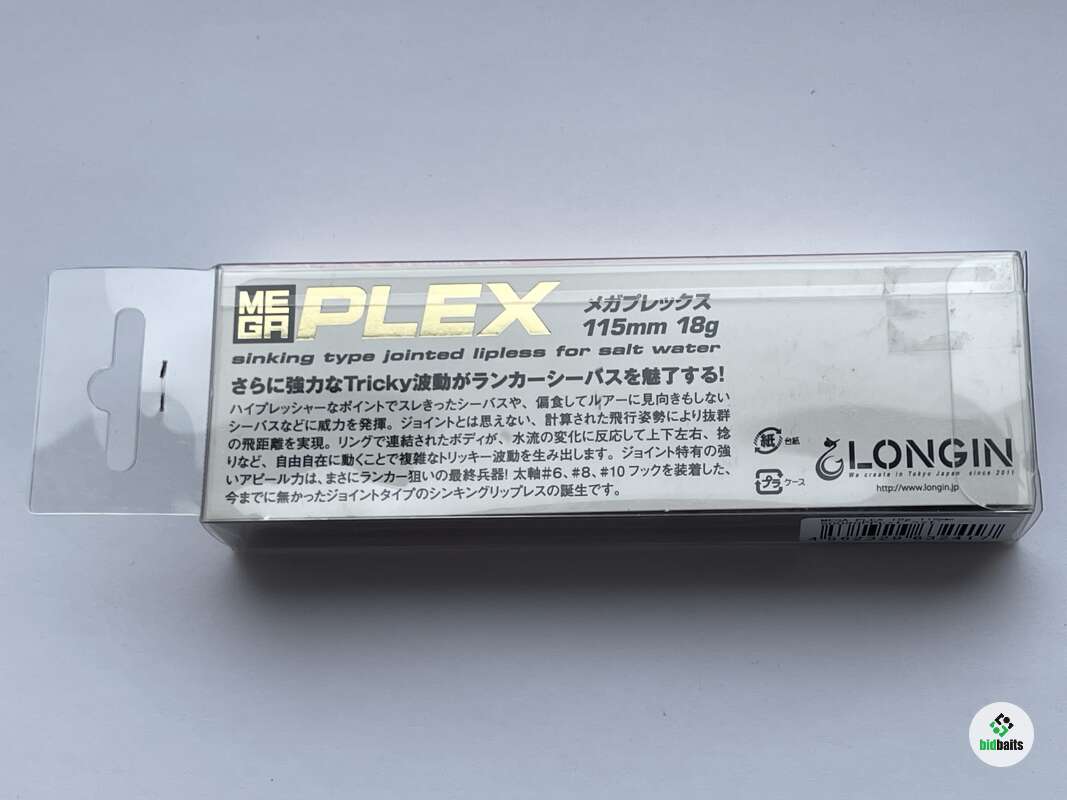 MEGA PLEX
メガプレックス
115mm 18g
sinking type jointed lipless for salt water
さらに強力なTricky波動がランカーシーバスを魅了する!
ハイプレッシャーなポイントでスレきったシーバスや、偏食してルアーに見向きもしない
シーバスなどに威力を発揮。ジョイントとは思えない、計算された飛行姿勢により抜群
の飛距離を実現。リングで連結されたボディが、水流の変化に反応して上下左右、捻
りなど、自由自在に動くことで複雑なトリッキー波動を生み出します。ジョイント特有の強
いアピール力は、まさにランカー狙いの最終兵器! 太軸#6、#8、#10フックを装着した、
今までに無かったジョイントタイプのシンキングリップレスの誕生です。
紙 台紙
プラ ケース
LONGIN
We create in Tokyo Japan since 2011
http://www.longin.jp
bidbaits